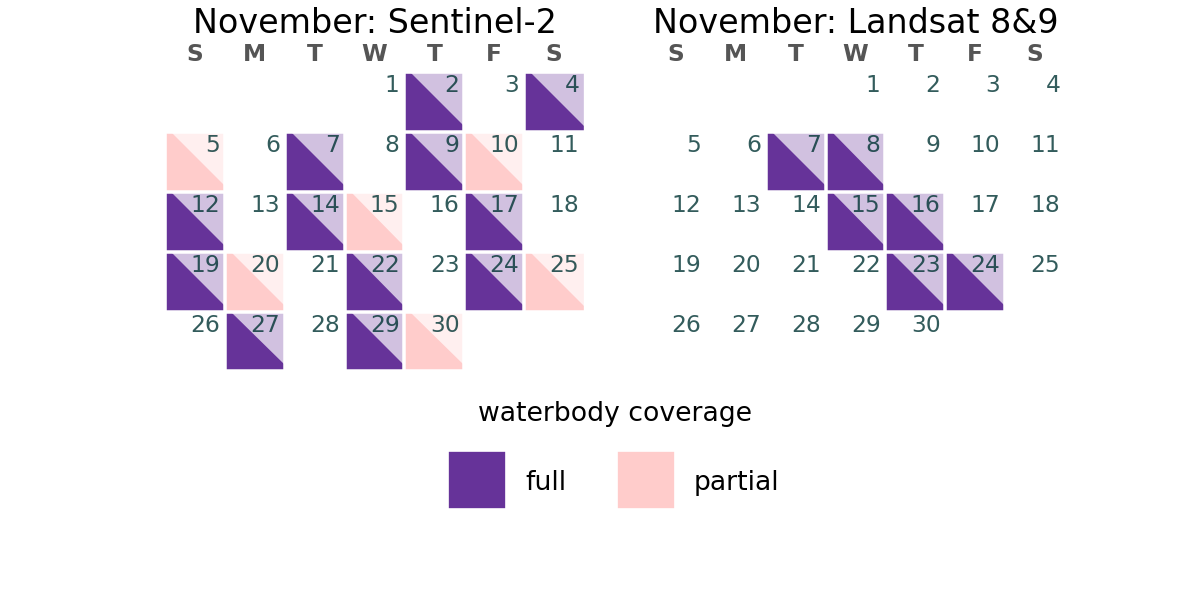 November: Sentinel-2
S M T W T F S
1 2 3 4
5 6 7 8 9 10 11
12 13 14 15 16 17 18
19 20 21 22 23 24 25
26 27 28 29 30
November: Landsat 8&9
S M T W T F S
1 2 3 4
5 6 7 8 9 10 11
12 13 14 15 16 17 18
19 20 21 22 23 24 25
26 27 28 29 30
waterbody coverage
full partial